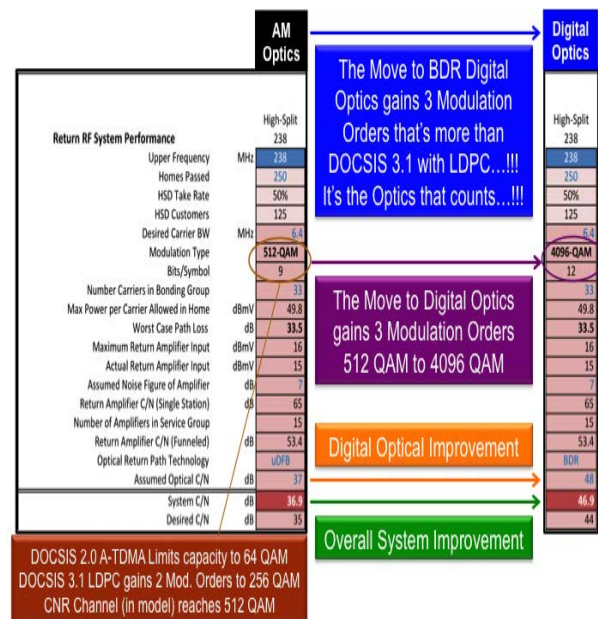 AM
Optics
Digital
Optics
The Move to BDR Digital
Optics gains 3 Modulation
Orders that's more than
DOCSIS 3.1 with LDPC...!!!
It's the Optics that counts...!!!
High-Split High-Split
Return RF System Performance 238 238
Upper Frequency MHz 238 238
Homes Passed 250 250
HSD Take Rate 50% 50%
HSD Customers 125 125
Desired Carrier BW MHz 6.4 6.4
Modulation Type 512-QAM 4096-QAM
Bits/Symbol 9 12
Number Carriers in Bonding Group 33 33
Max Power per Carrier Allowed in Home dBmV 49.8 49.8
Worst Case Path Loss dB 33.5 33.5
Maximum Return Amplifier Input dBmV 16 16
Actual Return Amplifier Input dBmV 15 15
Assumed Noise Figure of Amplifier dB 7 7
Return Amplifier C/N (Single Station) dB 65 65
Number of Amplifiers in Service Group 15 15
Return Amplifier C/N (Funneled) dB 53.4 53.4
Optical Return Path Technology uDFB BDR
Assumed Optical C/N dB 37 48
System C/N dB 36.9 46.9
Desired C/N dB 35 44
The Move to Digital Optics
gains 3 Modulation Orders
512 QAM to 4096 QAM
Digital Optical Improvement
Overall System Improvement
DOCSIS 2.0 A-TDMA Limits capacity to 64 QAM
DOCSIS 3.1 LDPC gains 2 Mod. Orders to 256 QAM
CNR Channel (in model) reaches 512 QAM